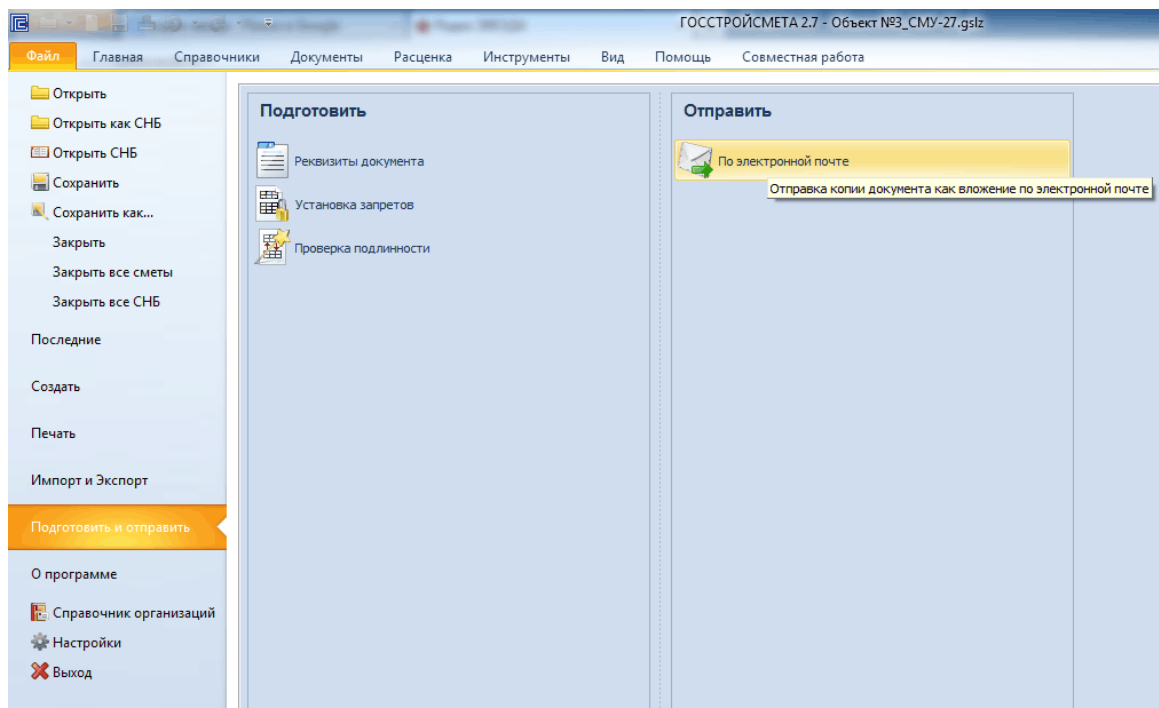 ГОССТРОЙСМЕТА 2.7 - Объект №3_СМУ-27.gslz
Файл Главная Справочники Документы Расценка Инструменты Вид Помощь Совместная работа
Открыть
Открыть как СНБ
Открыть СНБ
Сохранить
Сохранить как...
Закрыть
Закрыть все сметы
Закрыть все СНБ
Последние
Создать
Печать
Импорт и Экспорт
Подготовить и отправить
О программе
Справочник организаций
Настройки
Выход
Подготовить
Реквизиты документа
Установка запретов
Проверка подлинности
Отправить
По электронной почте
Отправка копии документа как вложение по электронной почте